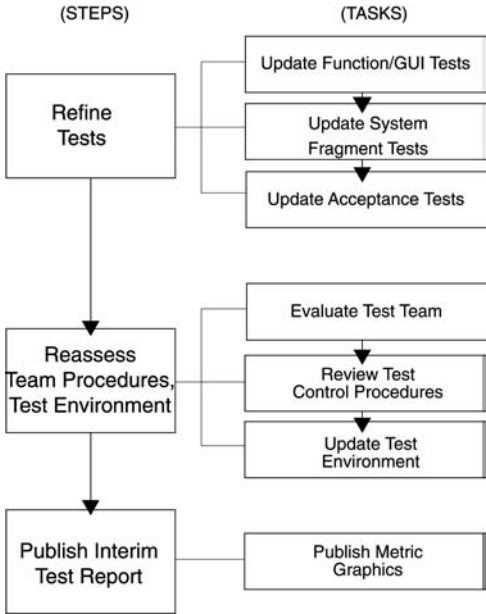 (STEPS)
(TASKS)
Refine
Tests
Update Function/GUI Tests
Update System
Fragment Tests
Update Acceptance Tests
Reassess
Team Procedures,
Test Environment
Evaluate Test Team
Review Test
Control Procedures
Update Test
Environment
Publish Interim
Test Report
Publish Metric
Graphics